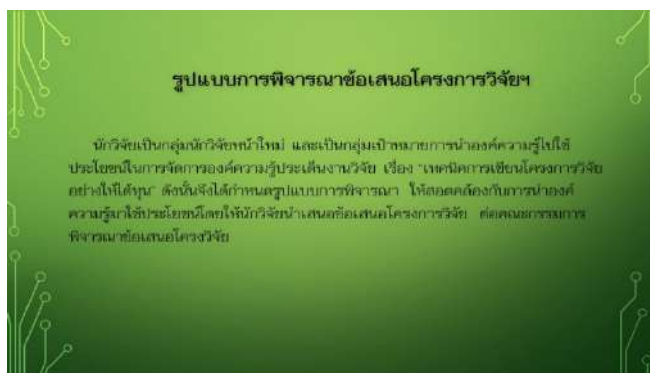 รูปแบบการพิจารณาข้อเสนอโครงการวิจัยฯ
นักวิจัยเป็นกลุ่มนักวิจัยหน้าใหม่ และเป็นกลุ่มเป้าหมายการนำองค์ความรู้ไปใช้
ประโยชน์ในการจัดการองค์ความรู้ประเด็นงานวิจัย เรื่อง "เทคนิคการเขียนโครงการวิจัย
อย่างให้ได้ทุน" ดังนั้นจึงได้กำหนดรูปแบบการพิจารณา ให้สอดคล้องกับการนำองค์
ความรู้มาใช้ประโยชน์โดยให้นักวิจัยนำเสนอข้อเสนอโครงการวิจัย ต่อคณะกรรมการ
พิจารณาข้อเสนอโครงวิจัย